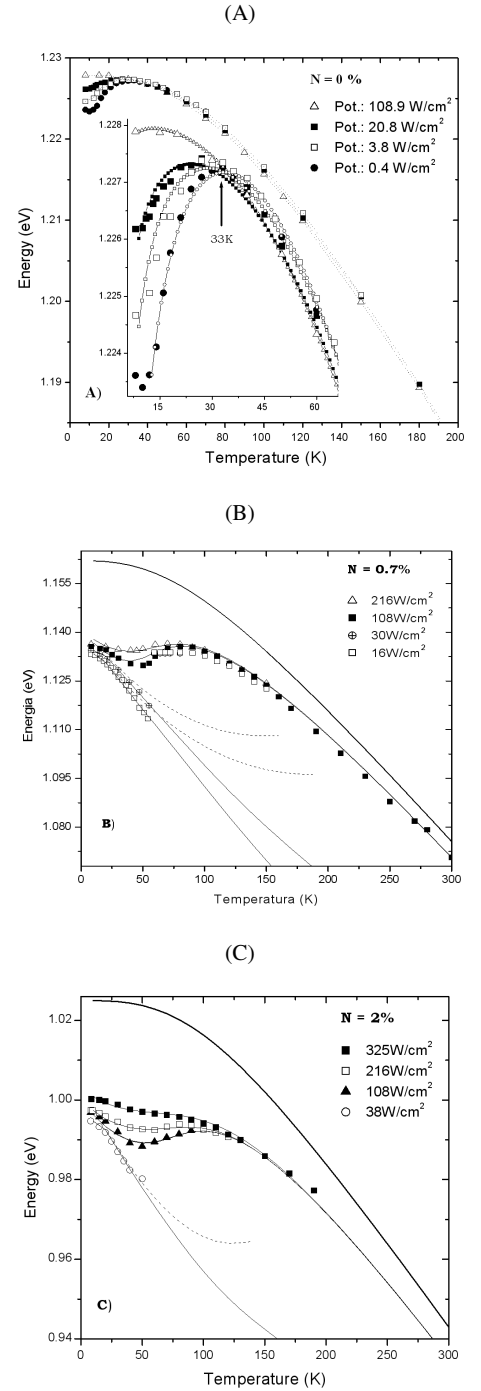 (A)
1.23
1.22
1.21
1.20
1.19
Energy (eV)
N = 0 %
Pot.: 108.9 W/cm2
Pot.: 20.8 W/cm2
Pot.: 3.8 W/cm2
Pot.: 0.4 W/cm2
1.228
1.227
1.226
1.225
1.224
33K
15 30 45 60
A)
0 20 40 60 80 100 120 140 160 180 200
Temperature (K)
(B)
1.155
1.140
1.125
1.110
1.095
1.080
Energia (eV)
N = 0.7%
216W/cm2
108W/cm2
30W/cm2
16W/cm2
B)
0 50 100 150 200 250 300
Temperatura (K)
(C)
1.02
1.00
0.98
0.96
0.94
Energy (eV)
N = 2%
325W/cm2
216W/cm2
108W/cm2
38W/cm2
C)
0 50 100 150 200 250 300
Temperature (K)